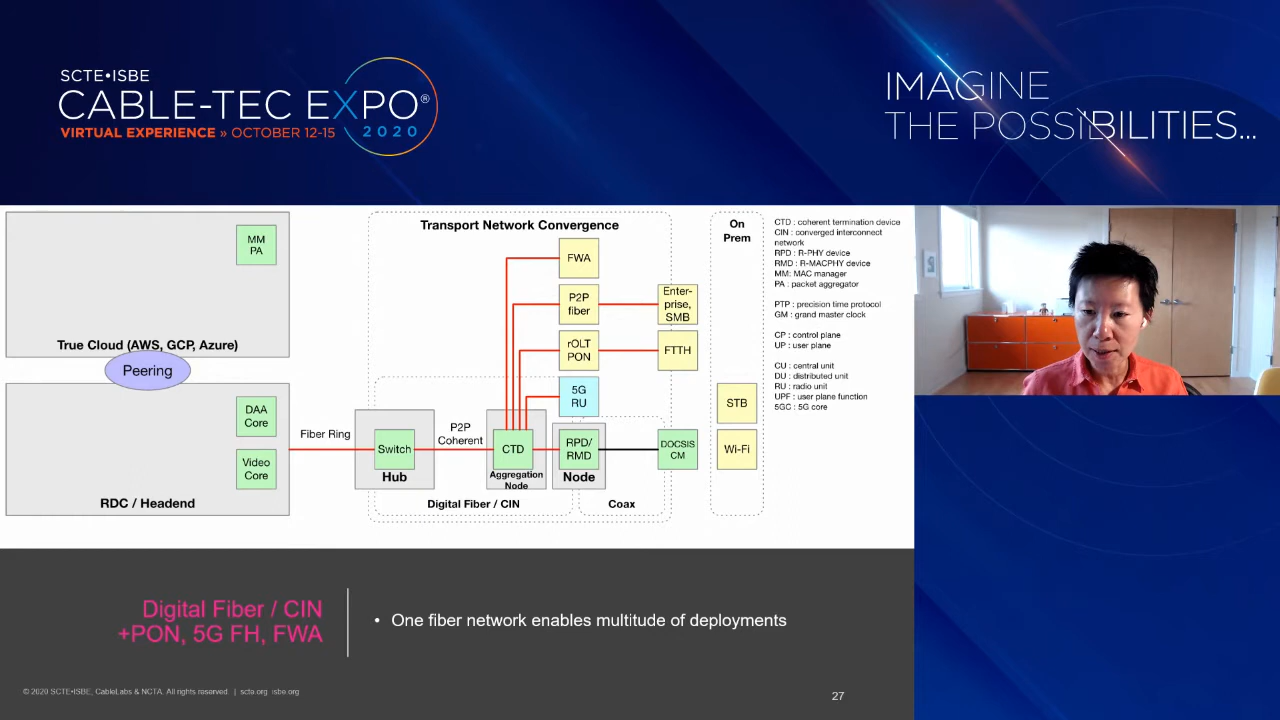 SCTE•ISBE
CABLE-TEC EXPO®
VIRTUAL EXPERIENCE » OCTOBER 12-15
2020
IMAGINE
THE POSSIBILITIES...
MM
PA
True Cloud (AWS, GCP, Azure)
Peering
DAA
Core
Video
Core
RDC / Headend
Fiber Ring
Switch
Hub
P2P
Coherent
Transport Network Convergence
FWA
P2P
fiber
Enter-
prise,
SMB
rOLT
PON
FTTH
5G
RU
CTD
Aggregation
Node
RPD/
RMD
Node
DOCSIS
CM
Digital Fiber / CIN
Coax
On
Prem
STB
Wi-Fi
CTD : coherent termination device
CIN : converged interconnect
network
RPD : R-PHY device
RMD : R-MACPHY device
MM: MAC manager
PA : packet aggregator
PTP : precision time protocol
GM : grand master clock
CP : control plane
UP : user plane
CU : central unit
DU : distributed unit
RU : radio unit
UPF : user plane function
5GC : 5G core
Digital Fiber / CIN
+PON, 5G FH, FWA
• One fiber network enables multitude of deployments
© 2020 SCTE•ISBE, CableLabs & NCTA. All rights reserved | scte.org isbe.org
27